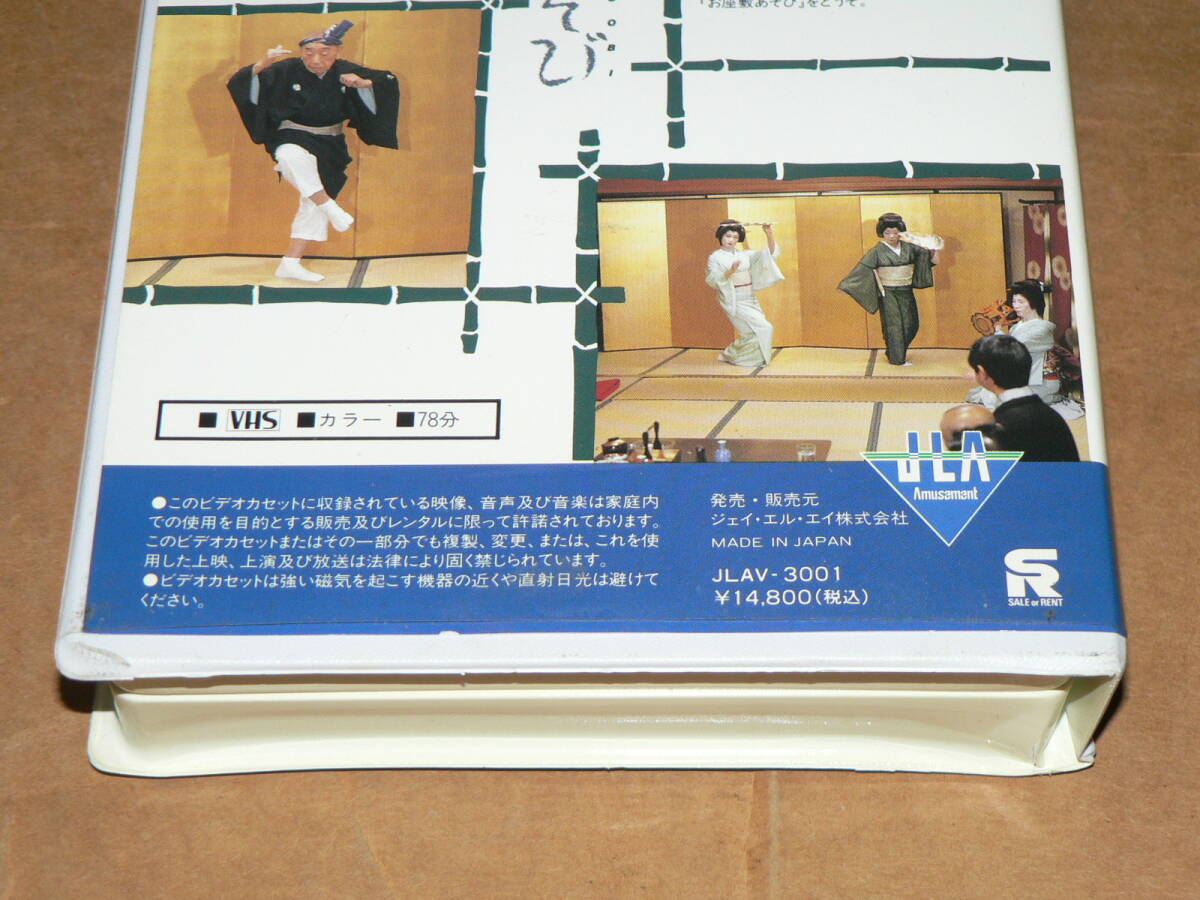 「お座敷あそび」をどうぞ。
そび
OBI
■VHS ■カラー ■78分
●このビデオカセットに収録されている映像、音声及び音楽は家庭内
での使用を目的とする販売及びレンタルに限って許諾されております。
このビデオカセットまたはその一部分でも複製、変更、または、これを使
用した上映、上演及び放送は法律により固く禁じられています。
●ビデオカセットは強い磁気を起こす機器の近くや直射日光は避けて
ください。
発売・販売元
ジェイ・エル・エイ株式会社
MADE IN JAPAN
JLAV-3001
¥14,800(税込)
JLA
Amusament
SR
SALE or RENT